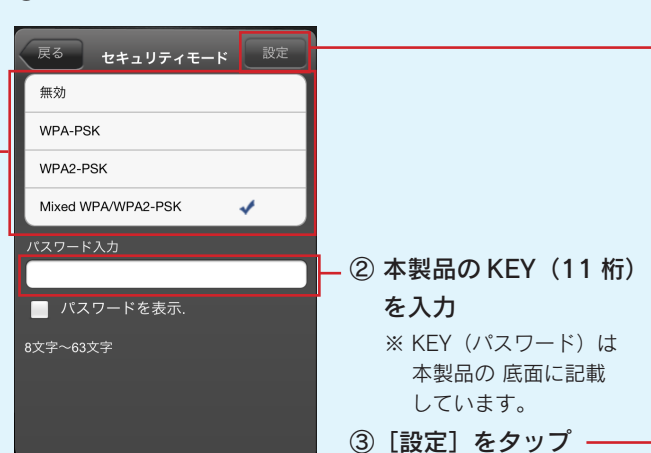 戻る
セキュリティモード
設定
無効
WPA-PSK
WPA2-PSK
Mixed WPA/WPA2-PSK
パスワード入力
パスワードを表示.
8文字〜63文字
② 本製品の KEY（11 桁）
を入力
※ KEY（パスワード）は
本製品の 底面に記載
しています。
③［設定］をタップ